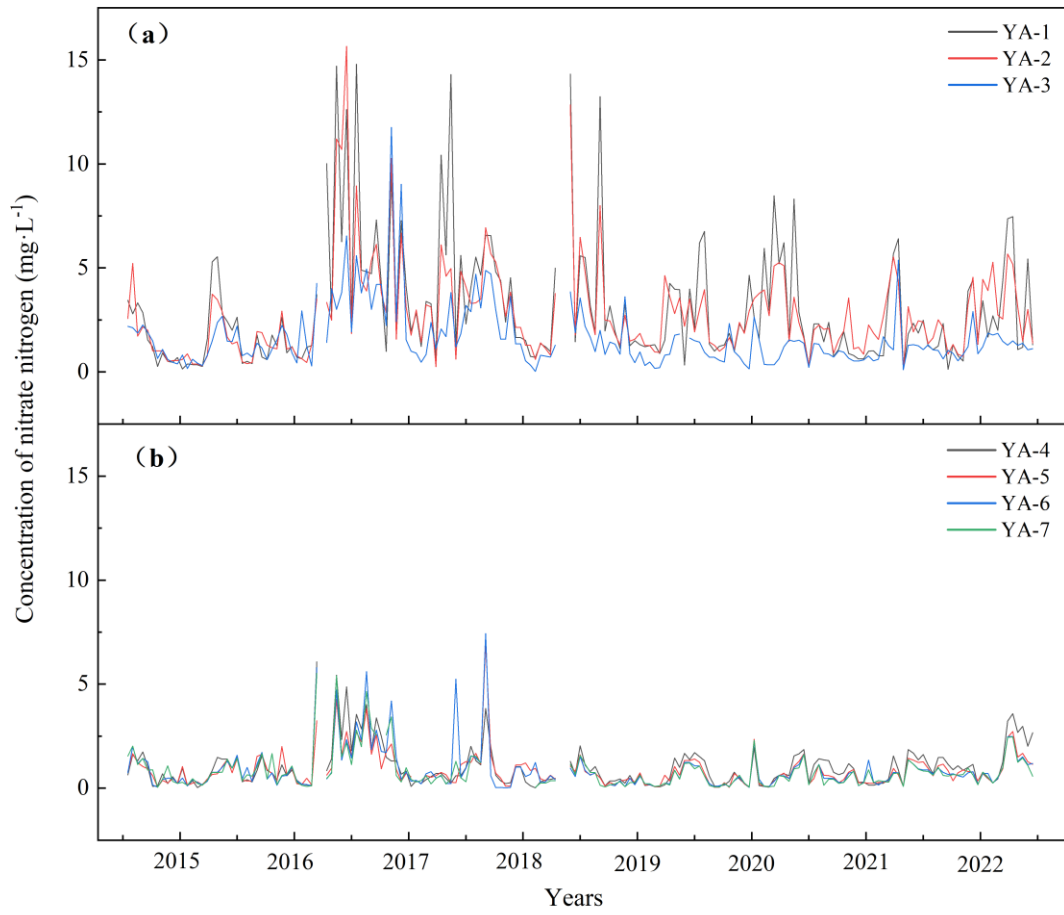 (a)
YA-1
YA-2
YA-3
15
10
5
0
Concentration of nitrate nitrogen (mg·L⁻¹)
(b)
YA-4
YA-5
YA-6
YA-7
15
10
5
0
2015 2016 2017 2018 2019 2020 2021 2022
Years